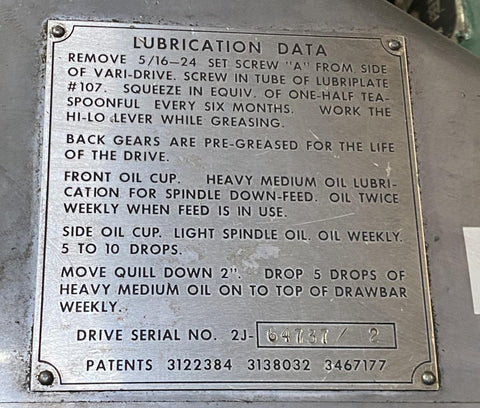 LUBRICATION DATA
REMOVE 5/16-24 SET SCREW "A" FROM SIDE
OF VARI-DRIVE. SCREW IN TUBE OF LUBRIPLATE
#107. SQUEEZE IN EQUIV. OF ONE-HALF TEA-
SPOONFUL EVERY SIX MONTHS. WORK THE
HI-LO LEVER WHILE GREASING.
BACK GEARS ARE PRE-GREASED FOR THE LIFE
OF THE DRIVE.
FRONT OIL CUP. HEAVY MEDIUM OIL LUBRI-
CATION FOR SPINDLE DOWN-FEED. OIL TWICE
WEEKLY WHEN FEED IS IN USE.
SIDE OIL CUP. LIGHT SPINDLE OIL, OIL WEEKLY.
5 TO 10 DROPS.
MOVE QUILL DOWN 2". DROP 5 DROPS OF
HEAVY MEDIUM OIL ON TO TOP OF DRAWBAR
WEEKLY.
DRIVE SERIAL NO. 2J-64737/2
PATENTS 3122384 3138032 3467177